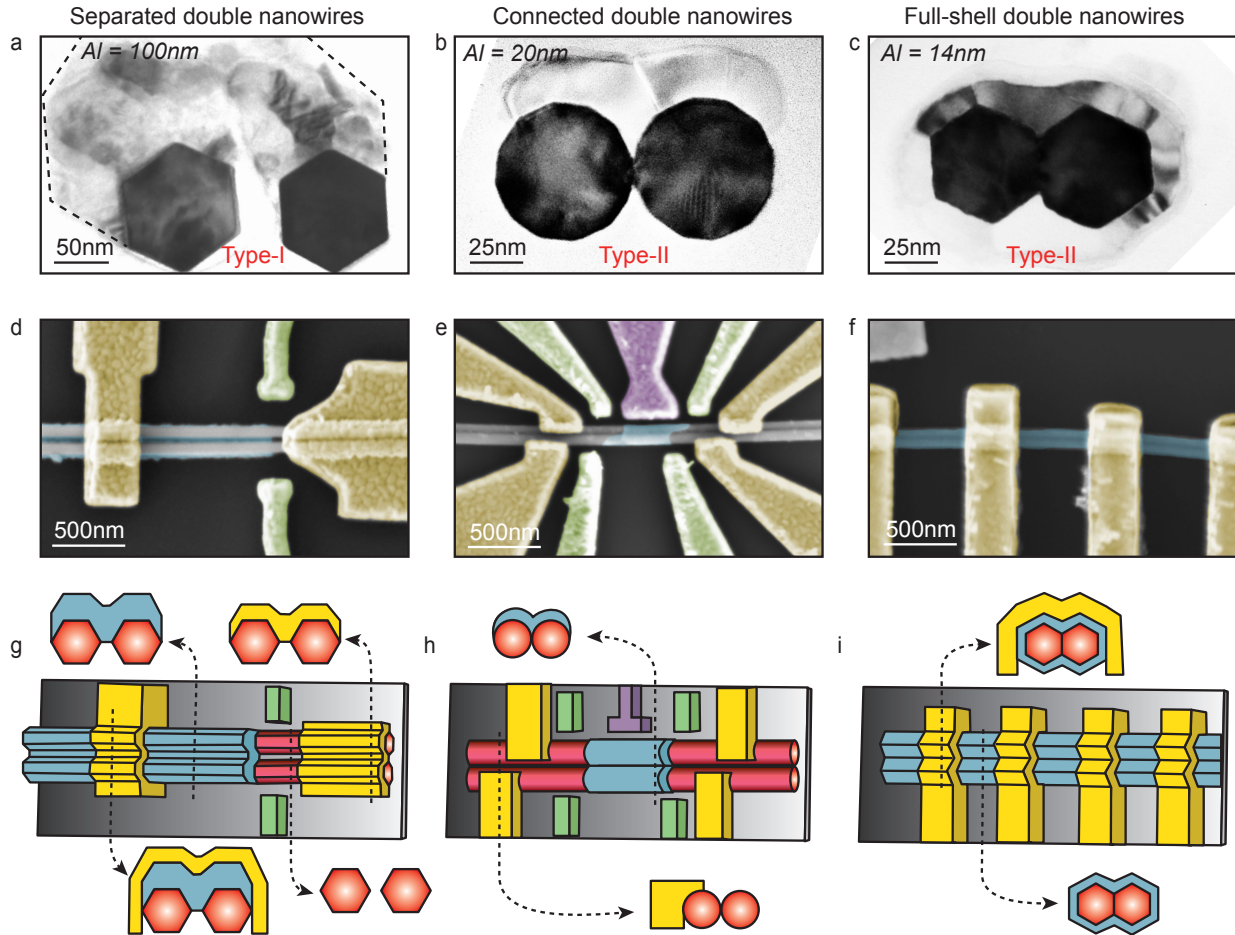 Separated double nanowires
Connected double nanowires
Full-shell double nanowires
a
Al = 100nm
50nm
Type-I
b
Al = 20nm
25nm
Type-II
c
Al = 14nm
25nm
Type-II
d
500nm
e
500nm
f
500nm
g
h
i